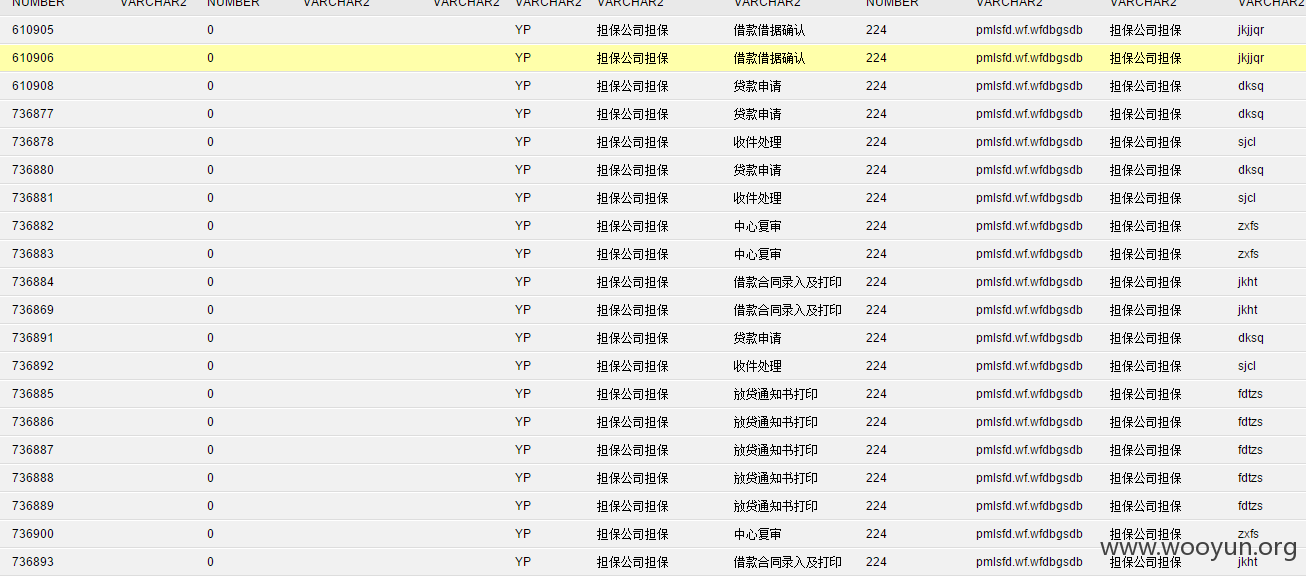 NUMBER VARCHAR2 NUMBER VARCHAR2 VARCHAR2 VARCHAR2 VARCHAR2 VARCHAR2 NUMBER VARCHAR2 VARCHAR2 VARCHAR2
610905 0 YP 担保公司担保 借款借据确认 224 pmlsfd.wf.wfdbgsdb 担保公司担保 jkjjqr
610906 0 YP 担保公司担保 借款借据确认 224 pmlsfd.wf.wfdbgsdb 担保公司担保 jkjjqr
610908 0 YP 担保公司担保 贷款申请 224 pmlsfd.wf.wfdbgsdb 担保公司担保 dksq
736877 0 YP 担保公司担保 贷款申请 224 pmlsfd.wf.wfdbgsdb 担保公司担保 dksq
736878 0 YP 担保公司担保 收件处理 224 pmlsfd.wf.wfdbgsdb 担保公司担保 sjcl
736880 0 YP 担保公司担保 贷款申请 224 pmlsfd.wf.wfdbgsdb 担保公司担保 dksq
736881 0 YP 担保公司担保 收件处理 224 pmlsfd.wf.wfdbgsdb 担保公司担保 sjcl
736882 0 YP 担保公司担保 中心复审 224 pmlsfd.wf.wfdbgsdb 担保公司担保 zxfs
736883 0 YP 担保公司担保 中心复审 224 pmlsfd.wf.wfdbgsdb 担保公司担保 zxfs
736884 0 YP 担保公司担保 借款合同录入及打印 224 pmlsfd.wf.wfdbgsdb 担保公司担保 jkht
736869 0 YP 担保公司担保 借款合同录入及打印 224 pmlsfd.wf.wfdbgsdb 担保公司担保 jkht
736891 0 YP 担保公司担保 贷款申请 224 pmlsfd.wf.wfdbgsdb 担保公司担保 dksq
736892 0 YP 担保公司担保 收件处理 224 pmlsfd.wf.wfdbgsdb 担保公司担保 sjcl
736885 0 YP 担保公司担保 放贷通知书打印 224 pmlsfd.wf.wfdbgsdb 担保公司担保 fdtzs
736886 0 YP 担保公司担保 放贷通知书打印 224 pmlsfd.wf.wfdbgsdb 担保公司担保 fdtzs
736887 0 YP 担保公司担保 放贷通知书打印 224 pmlsfd.wf.wfdbgsdb 担保公司担保 fdtzs
736888 0 YP 担保公司担保 放贷通知书打印 224 pmlsfd.wf.wfdbgsdb 担保公司担保 fdtzs
736889 0 YP 担保公司担保 放贷通知书打印 224 pmlsfd.wf.wfdbgsdb 担保公司担保 fdtzs
736900 0 YP 担保公司担保 中心复审 224 pmlsfd.wf.wfdbgsdb 担保公司担保 zxfs
www.wooyun.org
736893 0 YP 担保公司担保 借款合同录入及打印 224 pmlsfd.wf.wfdbgsdb 担保公司担保 jkht